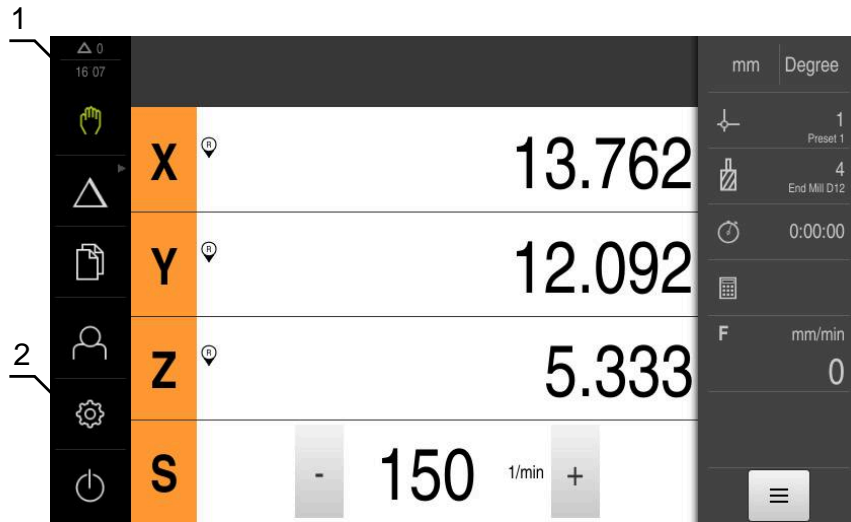 1
△ 0
16 07
mm Degree
1
Preset 1
X R 13.762
4
End Mill D12
Y R 12.092
0:00:00
2
Z R 5.333
F mm/min
0
S - 150 1/min +